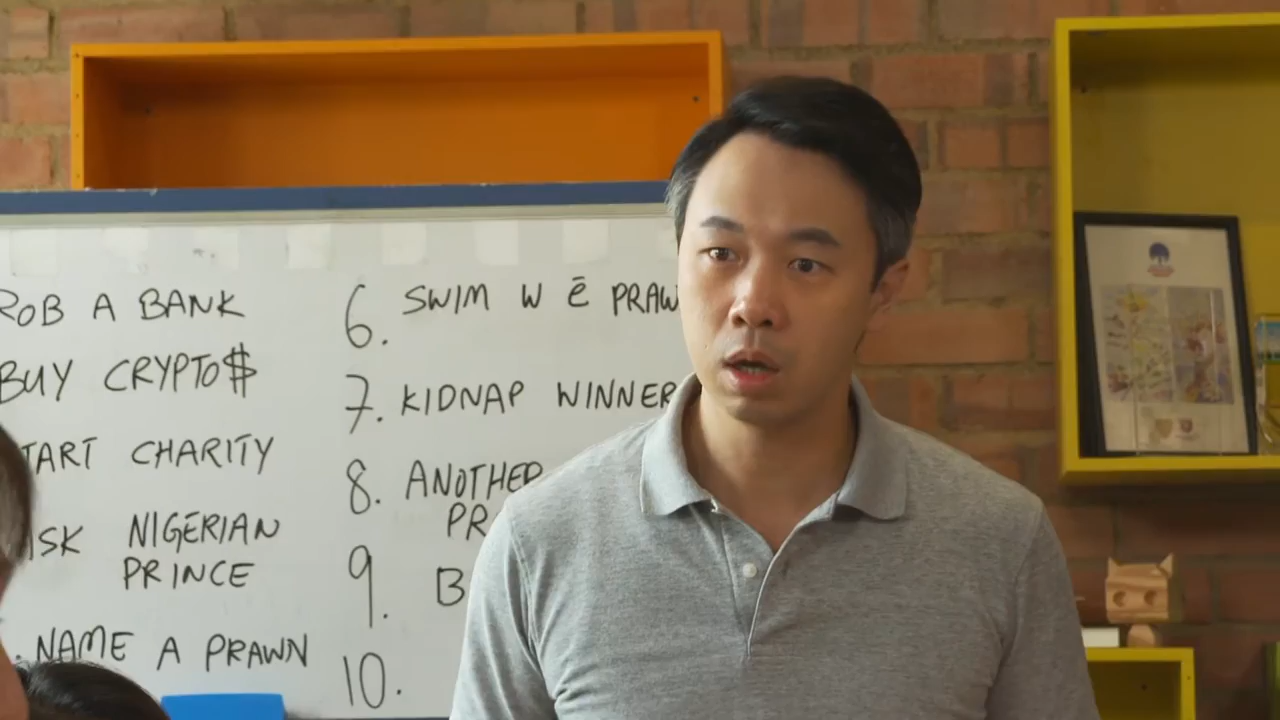 ROB A BANK
BUY CRYPTO$
TART CHARITY
SK NIGERIAN
PRINCE
. NAME A PRAWN
6. SWIM W Ē PRAW
7. KIDNAP WINNER
8. ANOTHER
PR
9. B
10.